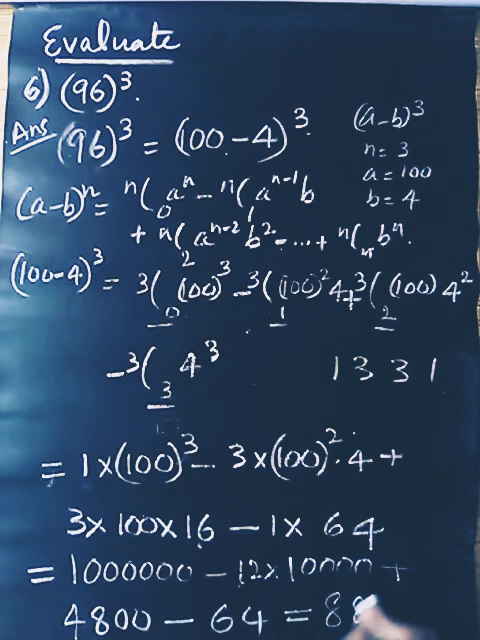 Evaluate
6) (96)³.
Ans (96)³ = (100-4)³
(a-b)³
n=3
a=100
b=4
(a-b)ⁿ = ⁿC₀ aⁿ - ⁿC₁ aⁿ⁻¹b
+ ⁿC₂ aⁿ⁻²b² - ... + ⁿCₙ bⁿ.
(100-4)³ = ³C₀ (100)³ - ³C₁ (100)² 4 + ³C₂ (100) 4²
- ³C₃ 4³
1 3 3 1
= 1×(100)³ - 3×(100)².4 +
3×100×16 - 1× 64
= 1000000 - 12×10000 +
4800 - 64 = 88